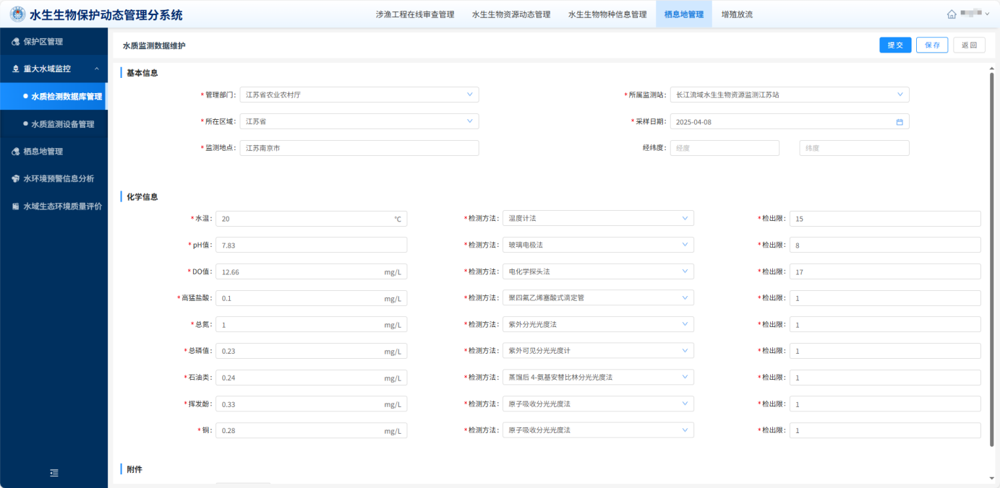 水生生物保护动态管理分系统
涉渔工程在线审查管理 水生生物资源动态管理 水生生物物种信息管理 栖息地管理 增殖放流
保护区管理
重大水域监控
水质检测数据库管理
水质监测设备管理
栖息地管理
水环境预警信息分析
水域生态环境质量评价
水质监测数据维护
提交 保存 返回
基本信息
*管理部门: 江苏省农业农村厅 *所属监测站: 长江流域水生生物资源监测江苏站
*所在区域: 江苏省 *采样日期: 2025-04-08
*监测地点: 江苏南京市 经纬度: 经度 纬度
化学信息
*水温: 20 ℃ *检测方法: 温度计法 *检出限: 15
*pH值: 7.83 *检测方法: 玻璃电极法 *检出限: 8
*DO值: 12.66 mg/L *检测方法: 电化学探头法 *检出限: 17
*高猛盐酸: 0.1 mg/L *检测方法: 聚四氟乙烯塞酸式滴定管 *检出限: 1
*总氮: 1 mg/L *检测方法: 紫外分光光度法 *检出限: 1
*总磷值: 0.23 mg/L *检测方法: 紫外可见分光光度计 *检出限: 1
*石油类: 0.24 mg/L *检测方法: 蒸馏后 4-氨基安替比林分光光度法 *检出限: 1
*挥发酚: 0.33 mg/L *检测方法: 原子吸收分光光度法 *检出限: 1
*铜: 0.28 mg/L *检测方法: 原子吸收分光光度法 *检出限: 1
附件